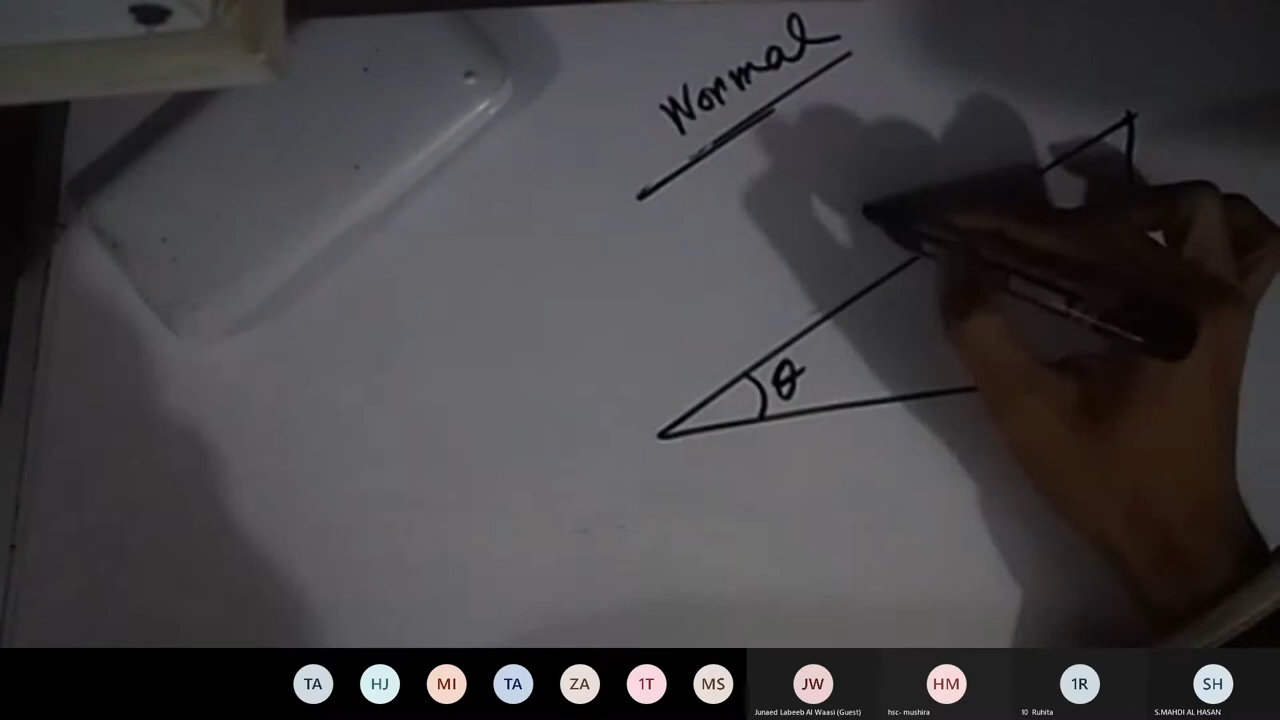 Normal
θ
TA HJ MI TA ZA 1T MS JW HM 1R SH
Junaed Labeeb Al Waasi (Guest) hsc- mushira 10 Ruhita S.MAHDI AL HASAN